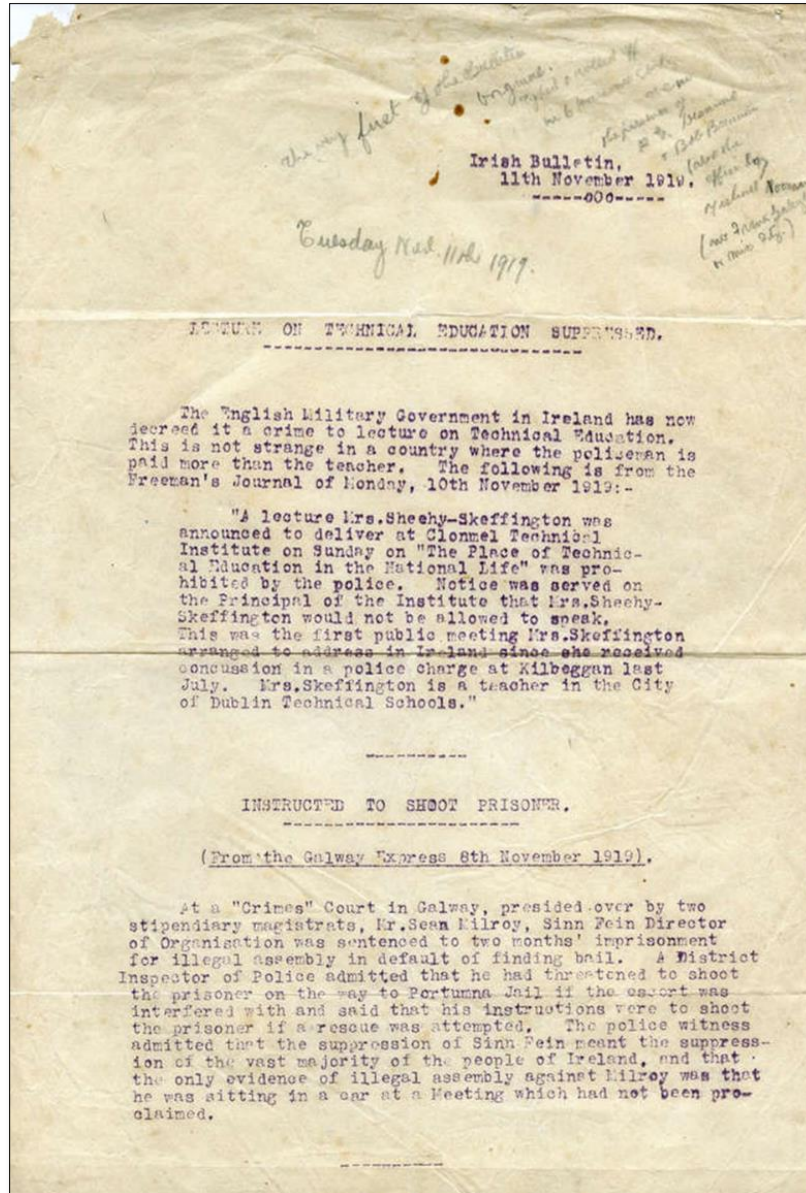 The very first of the Bulletin
Irish Bulletin,
11th November 1919.
-----o0o-----
Tuesday Nov. 11th 1919.
LECTURE ON TECHNICAL EDUCATION SUPPRESSED.
The English Military Government in Ireland has now
decreed it a crime to lecture on Technical Education.
This is not strange in a country where the policeman is
paid more than the teacher. The following is from the
Freeman's Journal of Monday, 10th November 1919:-
"A lecture Mrs.Sheehy-Skeffington was
announced to deliver at Clonmel Technibal
Institute on Sunday on "The Place of Technic-
al Education in the National Life" was pro-
hibited by the police. Notice was served on
the Principal of the Institute that Mrs.Sheehy-
Skeffington would not be allowed to speak.
This was the first public meeting Mrs.Skeffington
arranged to address in Ireland since she received
concussion in a police charge at Kilbeggan last
July. Mrs.Skeffington is a teacher in the City
of Dublin Technical Schools."
----------
INSTRUCTED TO SHOOT PRISONER.
(From the Galway Express 8th November 1919).
At a "Crimes" Court in Galway, presided over by two
stipendiary magistrats, Mr.Sean Milroy, Sinn Fein Director
of Organisation was sentenced to two months' imprisonment
for illegal assembly in default of finding bail. A District
Inspector of Police admitted that he had threatened to shoot
the prisoner on the way to Portumna Jail if the escort was
interfered with and said that his instructions were to shoot
the prisoner if a rescue was attempted. The police witness
admitted that the suppression of Sinn Fein meant the suppress-
ion of the vast majority of the people of Ireland, and that
the only evidence of illegal assembly against Milroy was that
he was sitting in a car at a Meeting which had not been pro-
claimed.
----------